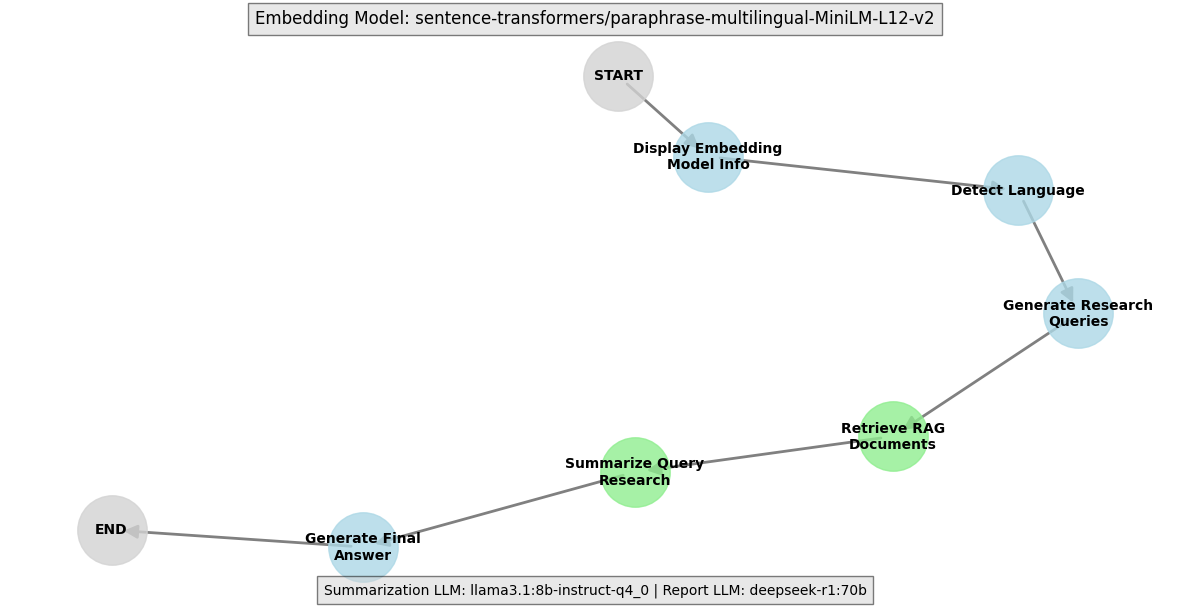 Embedding Model: sentence-transformers/paraphrase-multilingual-MiniLM-L12-v2
START
Display Embedding
Model Info
Detect Language
Generate Research
Queries
Retrieve RAG
Documents
Summarize Query
Research
Generate Final
Answer
END
Summarization LLM: llama3.1:8b-instruct-q4_0 | Report LLM: deepseek-r1:70b